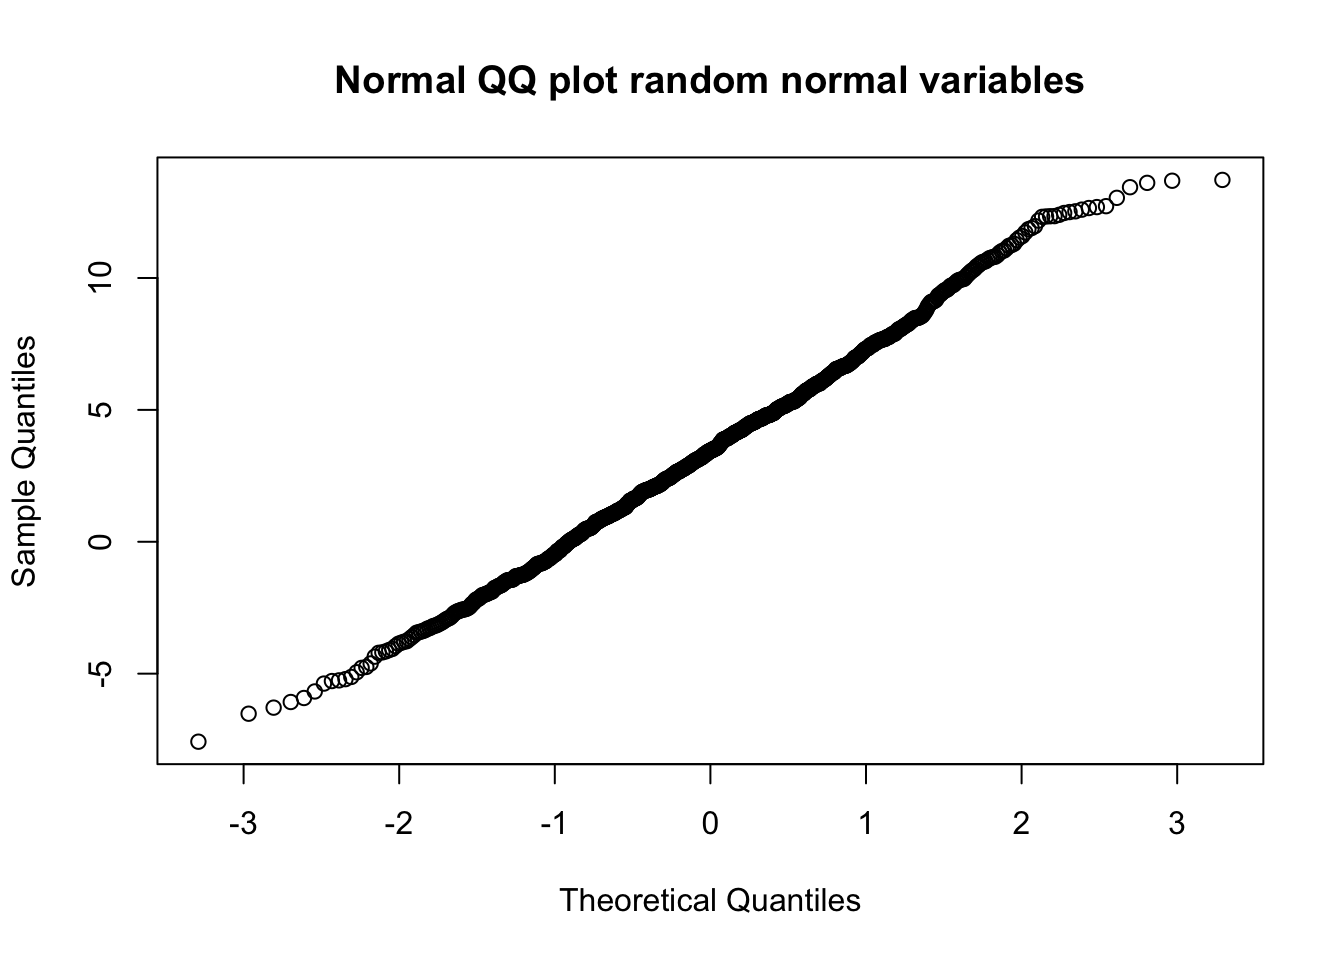 Normal QQ plot random normal variables
Sample Quantiles
10
5
0
-5
-3 -2 -1 0 1 2 3
Theoretical Quantiles